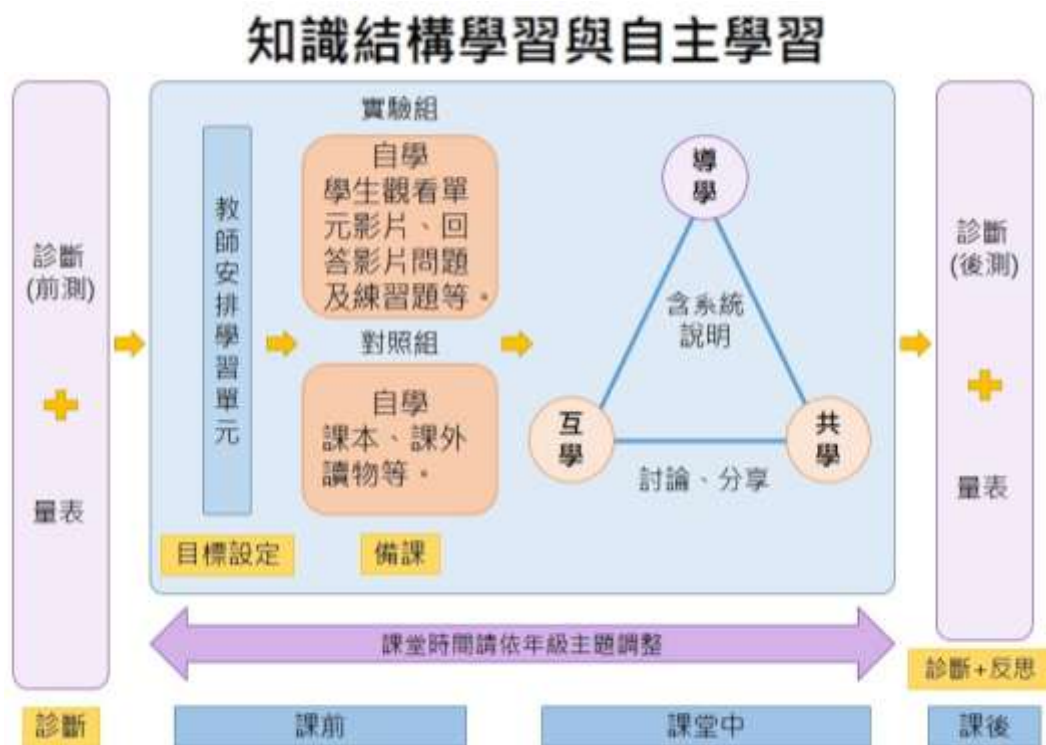 知識結構學習與自主學習
診斷
(前測)
量表
教師安排學習單元
目標設定
實驗組
自學
學生觀看單
元影片、回
答影片問題
及練習題等。
對照組
自學
課本、課外
讀物等。
備課
導
學
含系統
說明
互
學
共
學
討論、分享
診斷
(後測)
量表
課堂時間請依年級主題調整
診斷+反思
診斷
課前
課堂中
課後